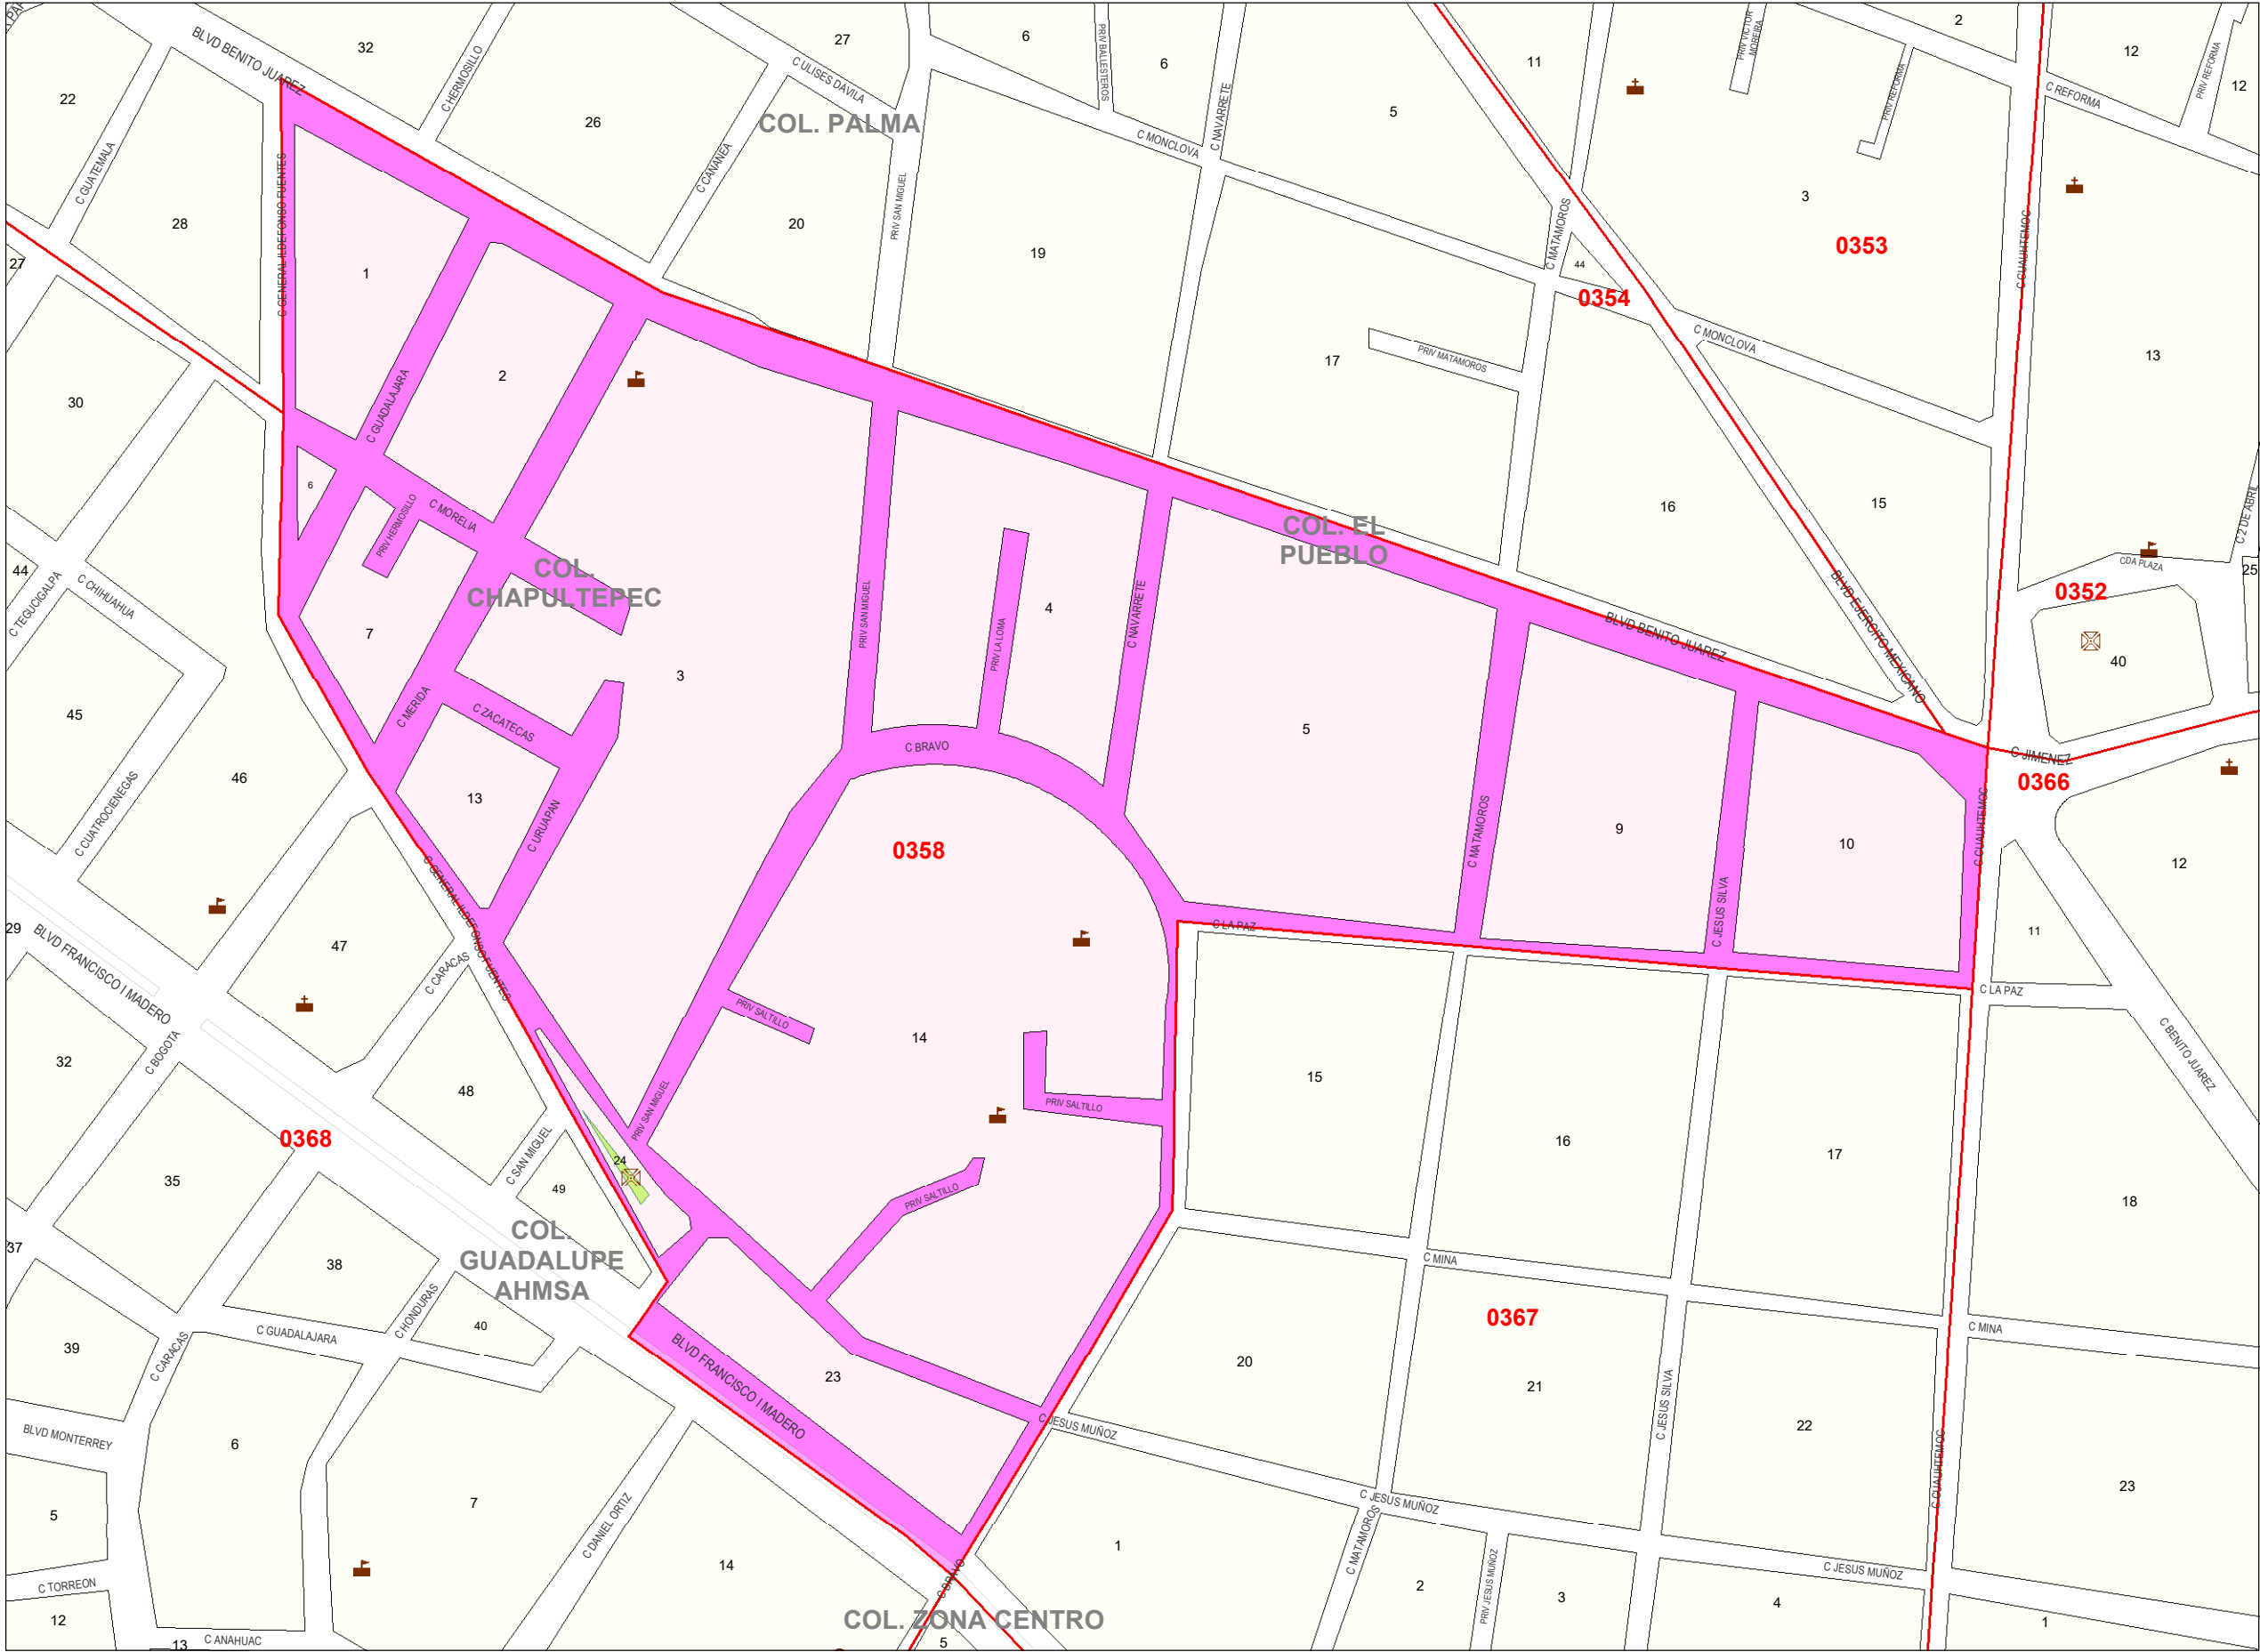 BLVD BENITO JUAREZ
32
C HERMOSILLO
27
C ULISES DAVILA
6
PRIV BALLESTEROS
6
C NAVARRETE
11
PRIV VICTOR
MOREIRA
2
12
PRIV REFORMA
12
C REFORMA
PRIV REFORMA
22
C GUATEMALA
26
COL. PALMA
C CANANEA
C MONCLOVA
5
3
C CUAUHTEMOC
28
C GENERAL ILDEFONSO FUENTES
20
PRIV SAN MIGUEL
19
C MATAMOROS
44
0353
0354
27
1
17
PRIV MATAMOROS
C MONCLOVA
13
30
C GUADALAJARA
2
6
PRIV HERMOSILLO
C MORELIA
COL. EL
PUEBLO
16
15
C 2 DE ABRIL
CDA PLAZA
25
0352
40
44
C TEGUCIGALPA
C CHIHUAHUA
COL.
CHAPULTEPEC
7
3
PRIV SAN MIGUEL
PRIV LA LOMA
4
C NAVARRETE
BLVD BENITO JUAREZ
BLVD EJERCITO MEXICANO
45
C MERIDA
C ZACATECAS
C BRAVO
5
C JIMENEZ
0366
46
C CUATROCIENEGAS
13
C URUAPAN
0358
C MATAMOROS
9
10
C CUAUHTEMOC
12
C GENERAL ILDEFONSO FUENTES
29
BLVD FRANCISCO I MADERO
47
C CARACAS
C LA PAZ
C JESUS SILVA
11
C LA PAZ
PRIV SALTILLO
14
32
C BOGOTA
48
PRIV SAN MIGUEL
PRIV SALTILLO
15
16
17
C BENITO JUAREZ
0368
C SAN MIGUEL
24
35
49
PRIV SALTILLO
18
COL.
GUADALUPE
AHMSA
37
38
C HONDURAS
C MINA
0367
C MINA
39
C CARACAS
C GUADALAJARA
40
BLVD FRANCISCO I MADERO
23
20
21
C JESUS SILVA
22
BLVD MONTERREY
6
C JESUS MUÑOZ
C CUAUHTEMOC
23
5
7
C DANIEL ORTIZ
C JESUS MUÑOZ
C MATAMOROS
14
1
C BRAVO
C TORREON
2
PRIV JESUS MUÑOZ
3
C JESUS MUÑOZ
4
12
COL. ZONA CENTRO
1
13
C ANAHUAC
5